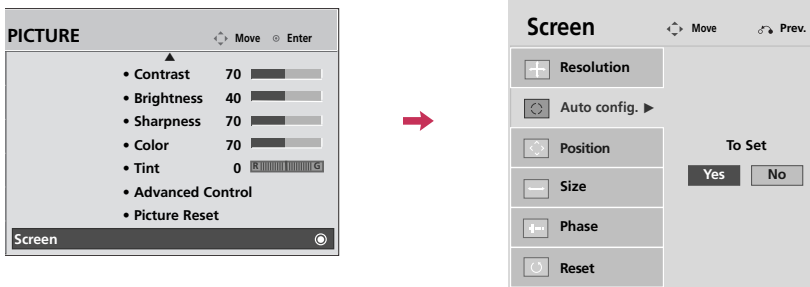 PICTURE
Move
Enter
• Contrast 70
• Brightness 40
• Sharpness 70
• Color 70
• Tint 0 R G
• Advanced Control
• Picture Reset
Screen
Screen
Move
Prev.
Resolution
Auto config. ►
Position
Size
Phase
Reset
To Set
Yes No